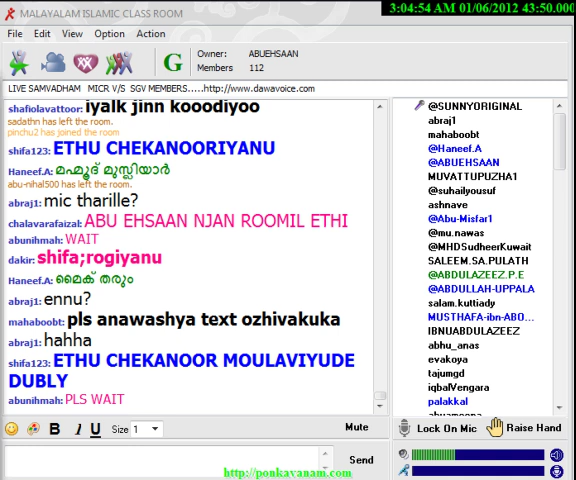 3:04:54 AM 01/06/2012 43:50.000
MALAYALAM ISLAMIC CLASS ROOM
File Edit View Option Action
G
Owner: ABUEHSAAN
Members 112
LIVE SAMVADHAM MICR V/S SGV MEMBERS.....http://www.dawavoice.com
shafiolavattoor: iyalk jinn kooodiyoo
sadathn has left the room.
pinchu2 has joined the room
shifa123: ETHU CHEKANOORIYANU
Haneef.A: മഹ്മൂദ് മുസ്ലിയാർ
abu-nihal500 has left the room.
abraj1: mic tharille?
chalavarafaizal: ABU EHSAAN NJAN ROOMIL ETHI
abunihmah: WAIT
dakir: shifa;rogiyanu
Haneef.A: മൈക് തരും
abraj1: ennu?
mahaboobt: pls anawashya text ozhivakuka
abraj1: hahha
shifa123: ETHU CHEKANOOR MOULAVIYUDE
DUBLY
abunihmah: PLS WAIT
@SUNNYORIGINAL
abraj1
mahaboobt
@Haneef.A
@ABUEHSAAN
MUVATTUPUZHA1
@suhailyousuf
ashnave
@Abu-Misfar1
@mu.nawas
@MHDSudheerKuwait
SALEEM.SA.PULATH
@ABDULAZEEZ.P.E
@ABDULLAH-UPPALA
salam.kuttiady
MUSTHAFA-ibn-ABO...
IBNUABDULAZEEZ
abhu_anas
evakoya
tajumgd
iqbalVengara
palakkal
B I U Size 1 Mute
Lock On Mic Raise Hand
Send
http://ponkavanam.com